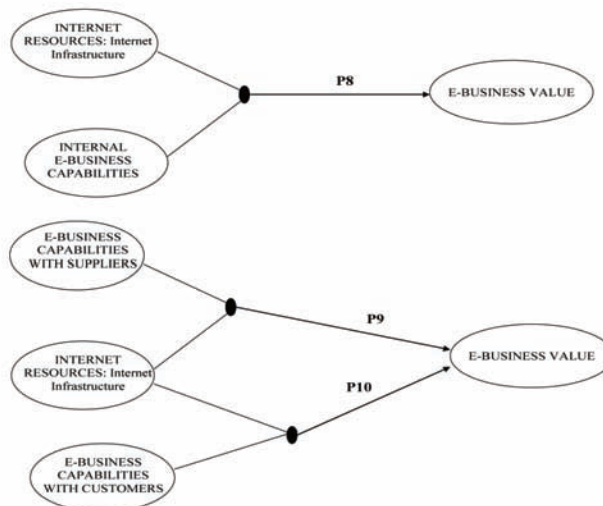 INTERNET
RESOURCES: Internet
Infrastructure
P8
E-BUSINESS VALUE
INTERNAL
E-BUSINESS
CAPABILITIES
E-BUSINESS
CAPABILITIES
WITH SUPPLIERS
P9
INTERNET
RESOURCES: Internet
Infrastructure
E-BUSINESS VALUE
P10
E-BUSINESS
CAPABILITIES
WITH CUSTOMERS